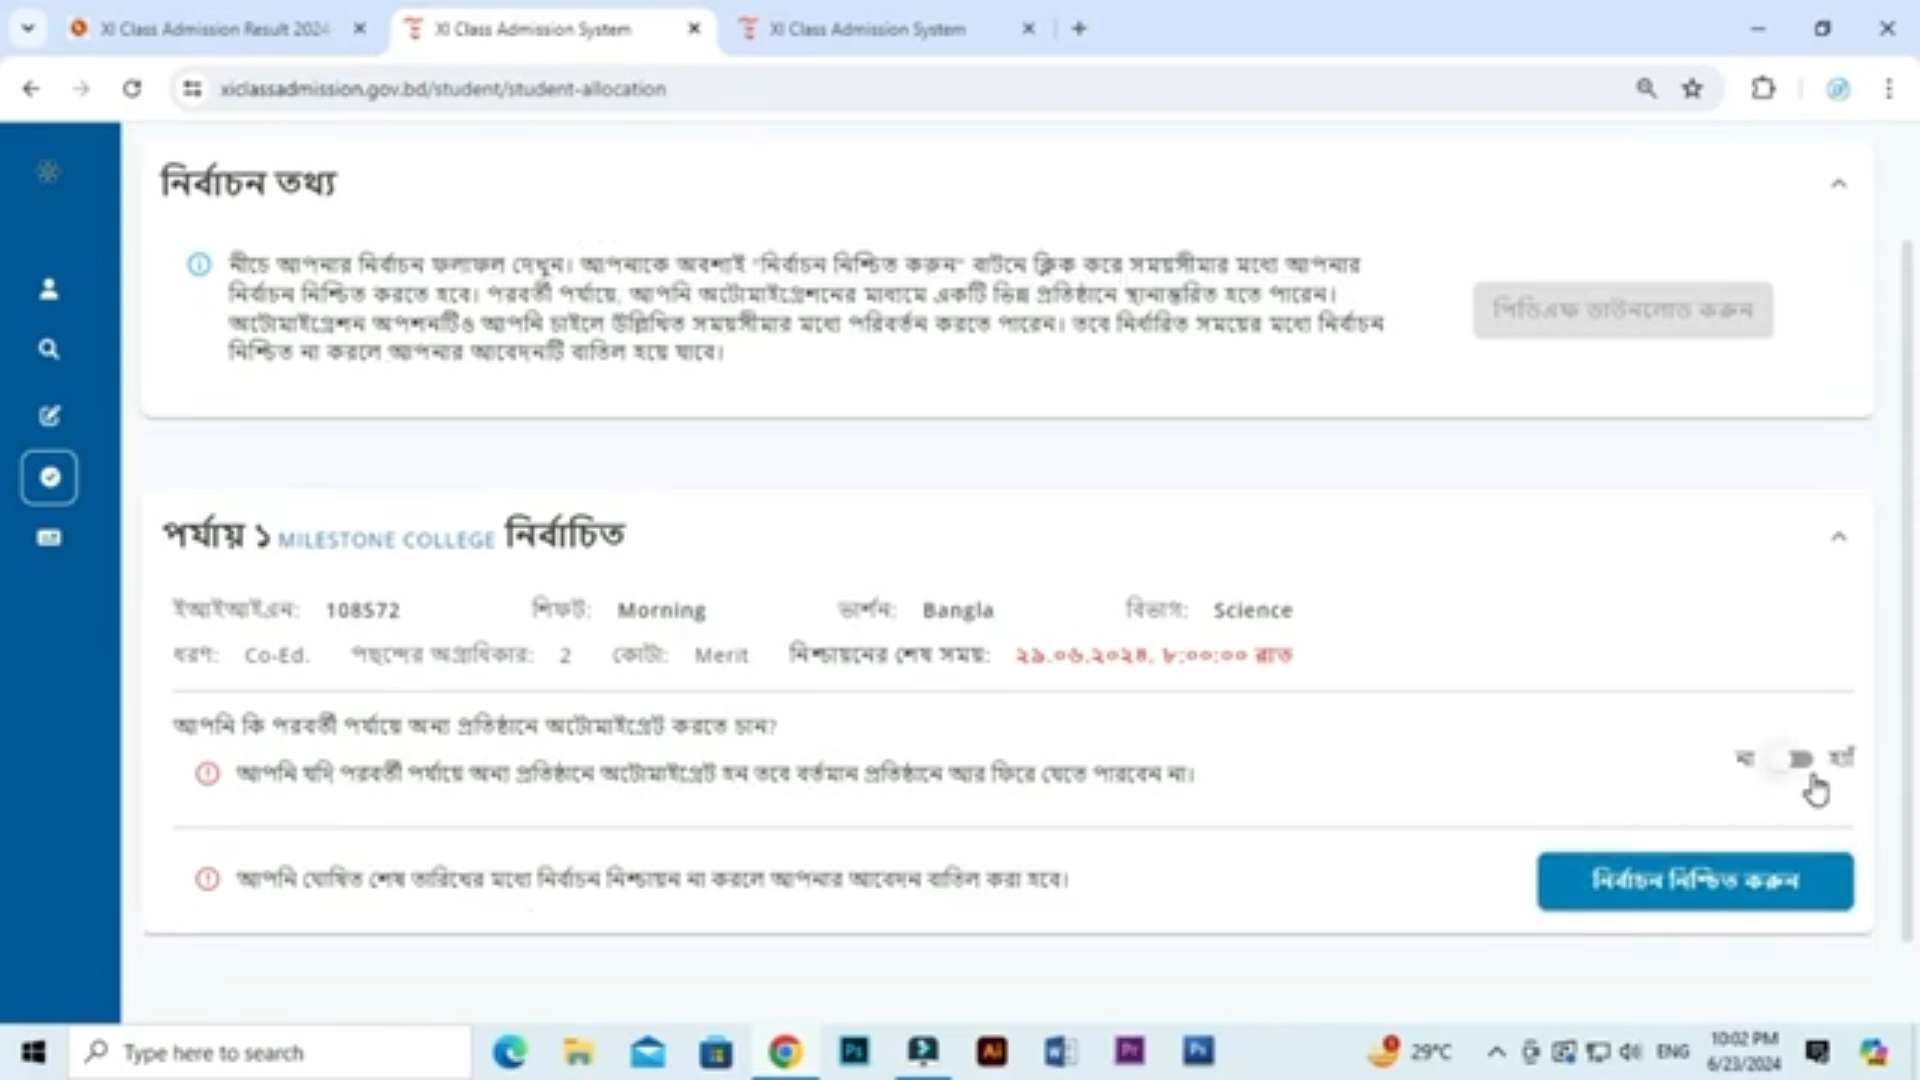 XI Class Admission Result 2024
XI Class Admission System
XI Class Admission System
xiclassadmission.gov.bd/student/student-allocation
নির্বাচন তথ্য
নীচে আপনার নির্বাচন ফলাফল দেখুন। আপনাকে অবশ্যই "নির্বাচন নিশ্চিত করুন" বাটনে ক্লিক করে সময়সীমার মধ্যে আপনার
নির্বাচন নিশ্চিত করতে হবে। পরবর্তী পর্যায়ে, আপনি অটোমাইগ্রেশনের মাধ্যমে একটি ভিন্ন প্রতিষ্ঠানে স্থানান্তরিত হতে পারেন।
অটোমাইগ্রেশন অপশনটিও আপনি চাইলে উল্লিখিত সময়সীমার মধ্যে পরিবর্তন করতে পারেন। তবে নির্ধারিত সময়ের মধ্যে নির্বাচন
নিশ্চিত না করলে আপনার আবেদনটি বাতিল হয়ে যাবে।
পিডিএফ ডাউনলোড করুন
পর্যায় ১ MILESTONE COLLEGE নির্বাচিত
ইআইআইএন: 108572 শিফট: Morning ভার্শন: Bangla বিভাগ: Science
ধরণ: Co-Ed. পছন্দের অগ্রাধিকার: 2 কোটা: Merit নিশ্চায়নের শেষ সময়: ২৯.০৬.২০২৪, ৮:০০:০০ রাত
আপনি কি পরবর্তী পর্যায়ে অন্য প্রতিষ্ঠানে অটোমাইগ্রেট করতে চান?
আপনি যদি পরবর্তী পর্যায়ে অন্য প্রতিষ্ঠানে অটোমাইগ্রেট হন তবে বর্তমান প্রতিষ্ঠানে আর ফিরে যেতে পারবেন না।
না হ্যাঁ
আপনি ঘোষিত শেষ তারিখের মধ্যে নির্বাচন নিশ্চায়ন না করলে আপনার আবেদন বাতিল করা হবে।
নির্বাচন নিশ্চিত করুন
Type here to search
Ps
Ai
W
Pr
Ps
29°C
ENG
10:02 PM
6/23/2024